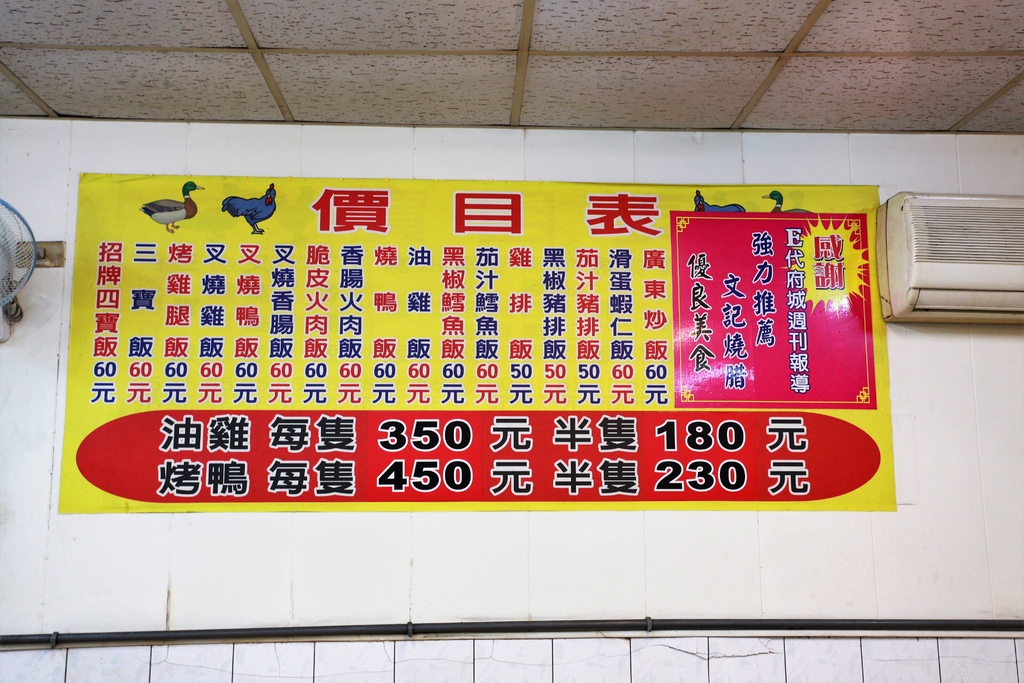 價目表
廣東炒飯60元
滑蛋蝦仁飯60元
茄汁豬排飯50元
黑椒豬排飯50元
雞排飯50元
茄汁鱈魚飯60元
黑椒鱈魚飯60元
油雞飯60元
燒鴨飯60元
香腸火肉飯60元
脆皮火肉飯60元
叉燒香腸飯60元
叉燒鴨飯60元
叉燒雞飯60元
烤雞腿飯60元
三寶飯60元
招牌四寶飯60元
感謝
E代府城週刊報導
強力推薦
文記燒腊
優良美食
油雞 每隻 350 元 半隻 180 元
烤鴨 每隻 450 元 半隻 230 元